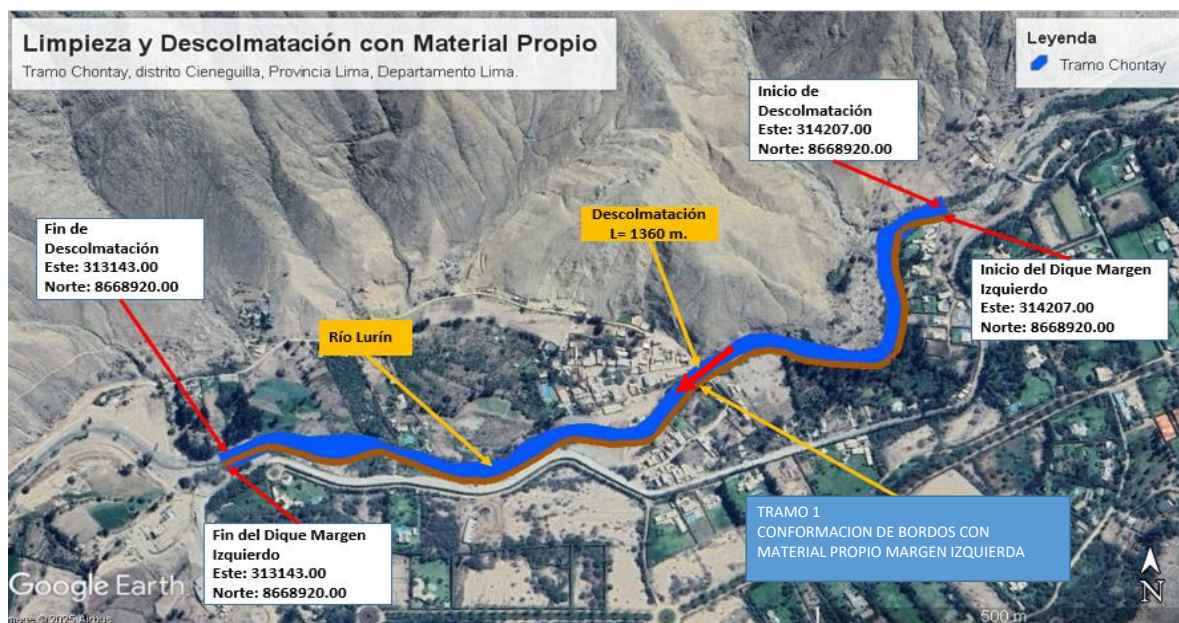 Limpieza y Descolmatación con Material Propio
Tramo Chontay, distrito Cieneguilla, Provincia Lima, Departamento Lima.
Leyenda
Tramo Chontay
Inicio de
Descolmatación
Este: 314207.00
Norte: 8668920.00
Descolmatación
L= 1360 m.
Fin de
Descolmatación
Este: 313143.00
Norte: 8668920.00
Inicio del Dique Margen
Izquierdo
Este: 314207.00
Norte: 8668920.00
Río Lurín
TRAMO 1
CONFORMACION DE BORDOS CON
MATERIAL PROPIO MARGEN IZQUIERDA
Fin del Dique Margen
Izquierdo
Este: 313143.00
Norte: 8668920.00
Google Earth
© 2025 Airbus
500 m
N